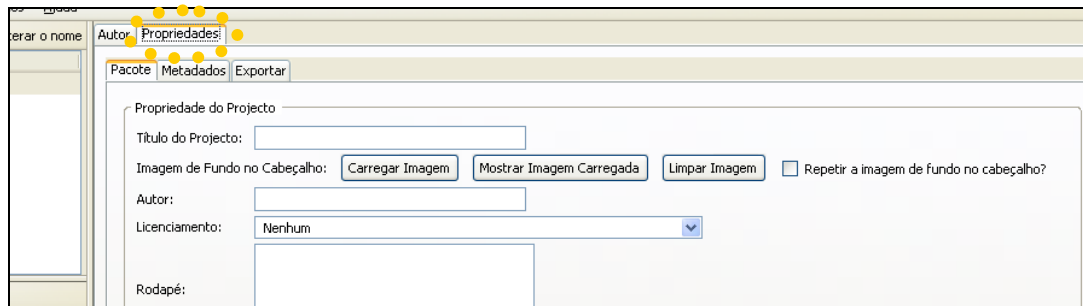 Ajuda
erar o nome
Autor Propriedades
Pacote Metadados Exportar
Propriedade do Projecto
Título do Projecto:
Imagem de Fundo no Cabeçalho: Carregar Imagem Mostrar Imagem Carregada Limpar Imagem Repetir a imagem de fundo no cabeçalho?
Autor:
Licenciamento: Nenhum
Rodapé: